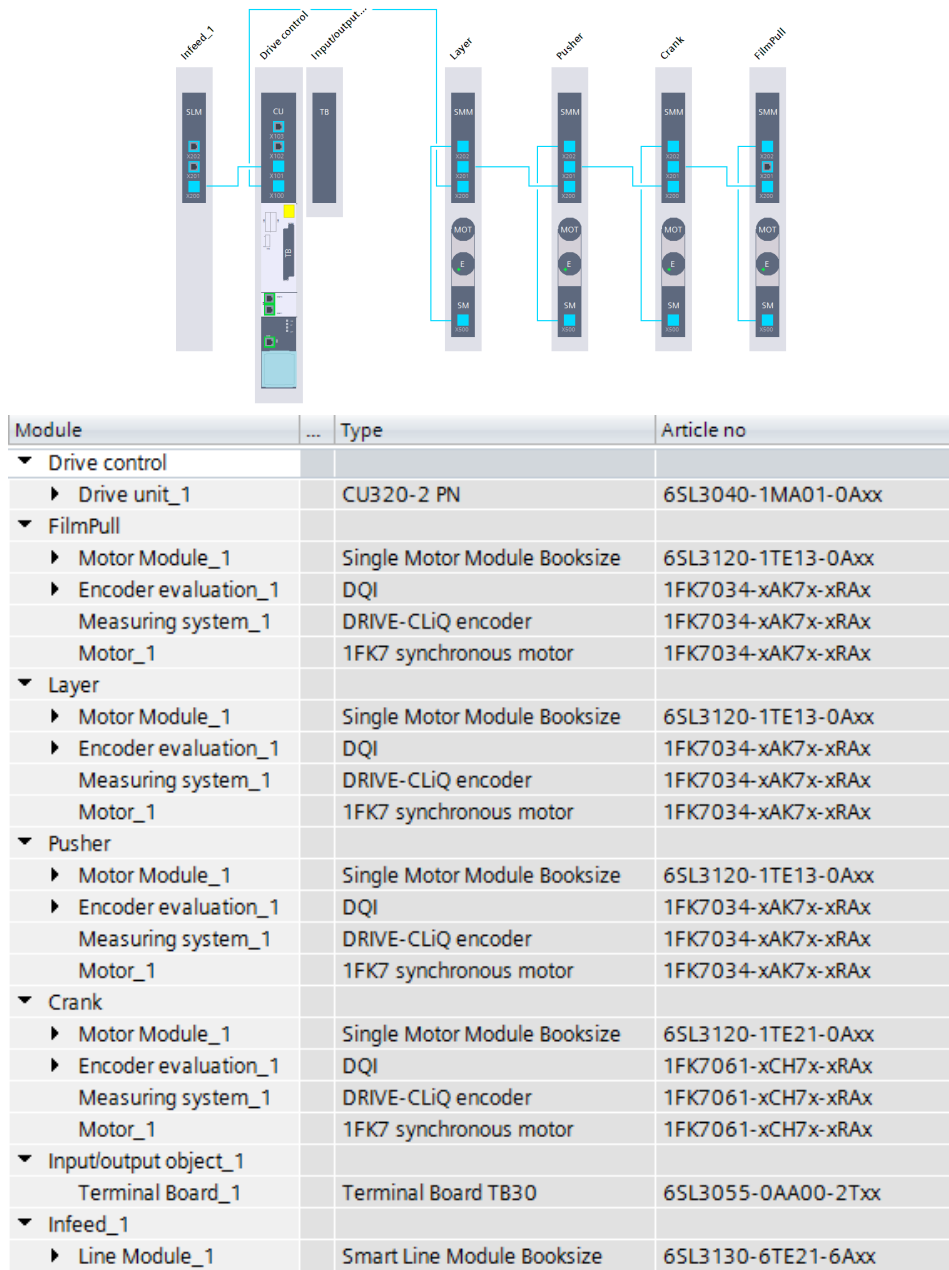 Infeed_1
Drive control
Input/output...
Layer
Pusher
Crank
FilmPull
SLM
CU
TB
SMM
SMM
SMM
SMM
X103
X202
X102
X202
X202
X202
X202
X201
X101
X201
X201
X201
X201
X200
X100
X200
X200
X200
X200
MOT
MOT
MOT
MOT
TB
E
E
E
E
SM
SM
SM
SM
X500
X500
X500
X500
Module ... Type Article no
Drive control
Drive unit_1 CU320-2 PN 6SL3040-1MA01-0Axx
FilmPull
Motor Module_1 Single Motor Module Booksize 6SL3120-1TE13-0Axx
Encoder evaluation_1 DQI 1FK7034-xAK7x-xRAx
Measuring system_1 DRIVE-CLiQ encoder 1FK7034-xAK7x-xRAx
Motor_1 1FK7 synchronous motor 1FK7034-xAK7x-xRAx
Layer
Motor Module_1 Single Motor Module Booksize 6SL3120-1TE13-0Axx
Encoder evaluation_1 DQI 1FK7034-xAK7x-xRAx
Measuring system_1 DRIVE-CLiQ encoder 1FK7034-xAK7x-xRAx
Motor_1 1FK7 synchronous motor 1FK7034-xAK7x-xRAx
Pusher
Motor Module_1 Single Motor Module Booksize 6SL3120-1TE13-0Axx
Encoder evaluation_1 DQI 1FK7034-xAK7x-xRAx
Measuring system_1 DRIVE-CLiQ encoder 1FK7034-xAK7x-xRAx
Motor_1 1FK7 synchronous motor 1FK7034-xAK7x-xRAx
Crank
Motor Module_1 Single Motor Module Booksize 6SL3120-1TE21-0Axx
Encoder evaluation_1 DQI 1FK7061-xCH7x-xRAx
Measuring system_1 DRIVE-CLiQ encoder 1FK7061-xCH7x-xRAx
Motor_1 1FK7 synchronous motor 1FK7061-xCH7x-xRAx
Input/output object_1
Terminal Board_1 Terminal Board TB30 6SL3055-0AA00-2Txx
Infeed_1
Line Module_1 Smart Line Module Booksize 6SL3130-6TE21-6Axx